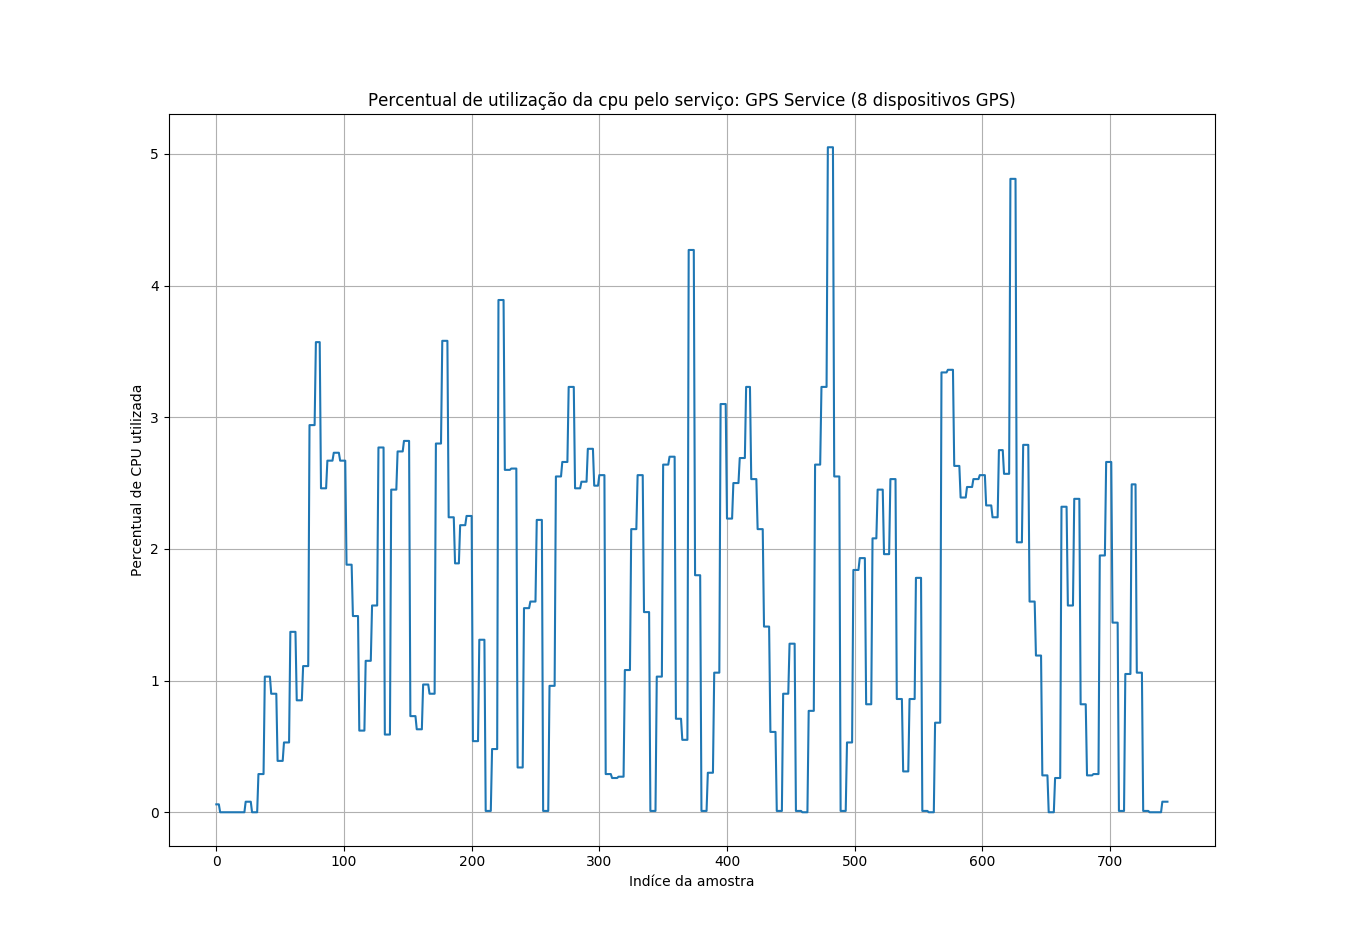 Percentual de utilização da cpu pelo serviço: GPS Service (8 dispositivos GPS)
5
4
3
2
1
0
Percentual de CPU utilizada
0 100 200 300 400 500 600 700
Indíce da amostra